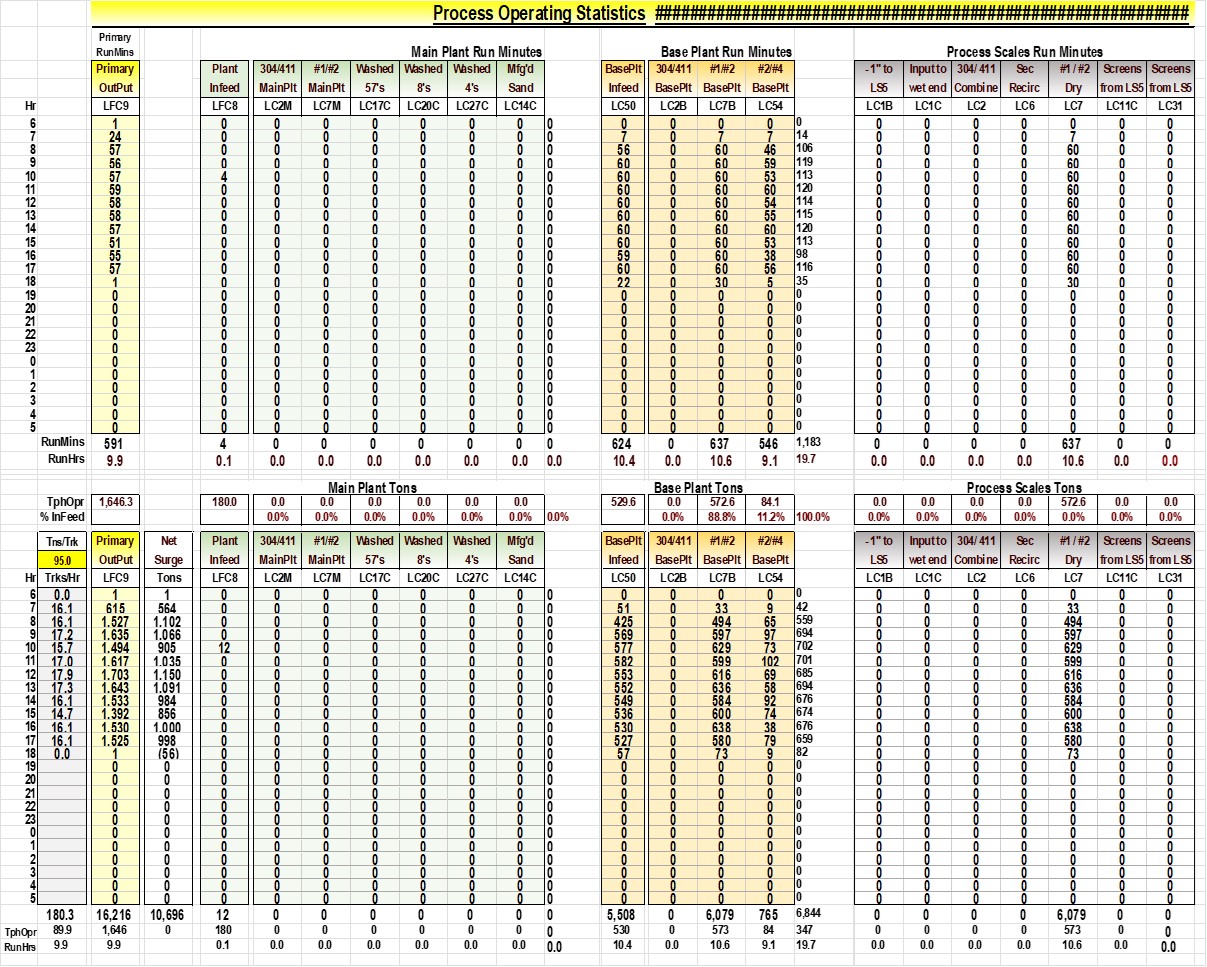 Process Operating Statistics ###########################################################
Primary
RunMins Main Plant Run Minutes Base Plant Run Minutes Process Scales Run Minutes
Primary Plant 304/411 #1/#2 Washed Washed Washed Mfg'd BasePlt 304/411 #1/#2 #2/#4 -1" to Input to 304/ 411 Sec #1 / #2 Screens Screens
OutPut Infeed MainPlt MainPlt 57's 8's 4's Sand Infeed BasePlt BasePlt BasePlt LS5 wet end Combine Recirc Dry from LS5 from LS5
Hr LFC9 LFC8 LC2M LC7M LC17C LC20C LC27C LC14C LC50 LC2B LC7B LC54 LC1B LC1C LC2 LC6 LC7 LC11C LC31
6 1 0 0 0 0 0 0 0 0 0 0 0 0 0 0 0 0 0 0 0 0
7 24 0 0 0 0 0 0 0 0 7 0 7 7 14 0 0 0 0 7 0 0
8 57 0 0 0 0 0 0 0 0 56 0 60 46 106 0 0 0 0 60 0 0
9 56 0 0 0 0 0 0 0 0 60 0 60 59 119 0 0 0 0 60 0 0
10 57 4 0 0 0 0 0 0 0 60 0 60 53 113 0 0 0 0 60 0 0
11 59 0 0 0 0 0 0 0 0 60 0 60 60 120 0 0 0 0 60 0 0
12 58 0 0 0 0 0 0 0 0 60 0 60 54 114 0 0 0 0 60 0 0
13 58 0 0 0 0 0 0 0 0 60 0 60 55 115 0 0 0 0 60 0 0
14 57 0 0 0 0 0 0 0 0 60 0 60 60 120 0 0 0 0 60 0 0
15 51 0 0 0 0 0 0 0 0 60 0 60 53 113 0 0 0 0 60 0 0
16 55 0 0 0 0 0 0 0 0 59 0 60 38 98 0 0 0 0 60 0 0
17 57 0 0 0 0 0 0 0 0 60 0 60 56 116 0 0 0 0 60 0 0
18 1 0 0 0 0 0 0 0 0 22 0 30 5 35 0 0 0 0 30 0 0
19 0 0 0 0 0 0 0 0 0 0 0 0 0 0 0 0 0 0 0 0 0
20 0 0 0 0 0 0 0 0 0 0 0 0 0 0 0 0 0 0 0 0 0
21 0 0 0 0 0 0 0 0 0 0 0 0 0 0 0 0 0 0 0 0 0
22 0 0 0 0 0 0 0 0 0 0 0 0 0 0 0 0 0 0 0 0 0
23 0 0 0 0 0 0 0 0 0 0 0 0 0 0 0 0 0 0 0 0 0
0 0 0 0 0 0 0 0 0 0 0 0 0 0 0 0 0 0 0 0 0 0
1 0 0 0 0 0 0 0 0 0 0 0 0 0 0 0 0 0 0 0 0 0
2 0 0 0 0 0 0 0 0 0 0 0 0 0 0 0 0 0 0 0 0 0
3 0 0 0 0 0 0 0 0 0 0 0 0 0 0 0 0 0 0 0 0 0
4 0 0 0 0 0 0 0 0 0 0 0 0 0 0 0 0 0 0 0 0 0
5 0 0 0 0 0 0 0 0 0 0 0 0 0 0 0 0 0 0 0 0 0
RunMins 591 4 0 0 0 0 0 0 0 624 0 637 546 1,183 0 0 0 0 637 0 0
RunHrs 9.9 0.1 0.0 0.0 0.0 0.0 0.0 0.0 0.0 10.4 0.0 10.6 9.1 19.7 0.0 0.0 0.0 0.0 10.6 0.0 0.0
Main Plant Tons Base Plant Tons Process Scales Tons
TphOpr 1,646.3 180.0 0.0 0.0 0.0 0.0 0.0 0.0 529.6 0.0 572.6 84.1 0.0 0.0 0.0 0.0 572.6 0.0 0.0
% InFeed 0.0% 0.0% 0.0% 0.0% 0.0% 0.0% 0.0% 0.0% 88.8% 11.2% 100.0% 0.0% 0.0% 0.0% 0.0% 0.0% 0.0% 0.0%
Tns/Trk Primary Net Plant 304/411 #1/#2 Washed Washed Washed Mfg'd BasePlt 304/411 #1/#2 #2/#4 -1" to Input to 304/ 411 Sec #1 / #2 Screens Screens
95.0 OutPut Surge Infeed MainPlt MainPlt 57's 8's 4's Sand Infeed BasePlt BasePlt BasePlt LS5 wet end Combine Recirc Dry from LS5 from LS5
Hr Trks/Hr LFC9 Tons LFC8 LC2M LC7M LC17C LC20C LC27C LC14C LC50 LC2B LC7B LC54 LC1B LC1C LC2 LC6 LC7 LC11C LC31
6 0.0 1 1 0 0 0 0 0 0 0 0 0 0 0 0 0 0 0 0 0 0 0 0
7 16.1 615 564 0 0 0 0 0 0 0 0 51 0 33 9 42 0 0 0 0 33 0 0
8 16.1 1.527 1.102 0 0 0 0 0 0 0 0 425 0 494 65 559 0 0 0 0 494 0 0
9 17.2 1.635 1.066 0 0 0 0 0 0 0 0 569 0 597 97 694 0 0 0 0 597 0 0
10 15.7 1.494 905 12 0 0 0 0 0 0 0 577 0 629 73 702 0 0 0 0 629 0 0
11 17.0 1.617 1.035 0 0 0 0 0 0 0 0 582 0 599 102 701 0 0 0 0 599 0 0
12 17.9 1.703 1.150 0 0 0 0 0 0 0 0 553 0 616 69 685 0 0 0 0 616 0 0
13 17.3 1.643 1.091 0 0 0 0 0 0 0 0 552 0 636 58 694 0 0 0 0 636 0 0
14 16.1 1.533 984 0 0 0 0 0 0 0 0 549 0 584 92 676 0 0 0 0 584 0 0
15 14.7 1.392 856 0 0 0 0 0 0 0 0 536 0 600 74 674 0 0 0 0 600 0 0
16 16.1 1.530 1.000 0 0 0 0 0 0 0 0 530 0 638 38 676 0 0 0 0 638 0 0
17 16.1 1.525 998 0 0 0 0 0 0 0 0 527 0 580 79 659 0 0 0 0 580 0 0
18 0.0 1 (56) 0 0 0 0 0 0 0 0 57 0 73 9 82 0 0 0 0 73 0 0
19 0 0 0 0 0 0 0 0 0 0 0 0 0 0 0 0 0 0 0 0 0 0
20 0 0 0 0 0 0 0 0 0 0 0 0 0 0 0 0 0 0 0 0 0 0
21 0 0 0 0 0 0 0 0 0 0 0 0 0 0 0 0 0 0 0 0 0 0
22 0 0 0 0 0 0 0 0 0 0 0 0 0 0 0 0 0 0 0 0 0 0
23 0 0 0 0 0 0 0 0 0 0 0 0 0 0 0 0 0 0 0 0 0 0
0 0 0 0 0 0 0 0 0 0 0 0 0 0 0 0 0 0 0 0 0 0 0
1 0 0 0 0 0 0 0 0 0 0 0 0 0 0 0 0 0 0 0 0 0 0
2 0 0 0 0 0 0 0 0 0 0 0 0 0 0 0 0 0 0 0 0 0 0
3 0 0 0 0 0 0 0 0 0 0 0 0 0 0 0 0 0 0 0 0 0 0
4 0 0 0 0 0 0 0 0 0 0 0 0 0 0 0 0 0 0 0 0 0 0
5 0 0 0 0 0 0 0 0 0 0 0 0 0 0 0 0 0 0 0 0 0 0
180.3 16,216 10,696 12 0 0 0 0 0 0 0 5,508 0 6,079 765 6,844 0 0 0 0 6,079 0 0
TphOpr 89.9 1,646 0 180 0 0 0 0 0 0 0 530 0 573 84 347 0 0 0 0 573 0 0
RunHrs 9.9 9.9 0.1 0.0 0.0 0.0 0.0 0.0 0.0 0.0 10.4 0.0 10.6 9.1 19.7 0.0 0.0 0.0 0.0 10.6 0.0 0.0